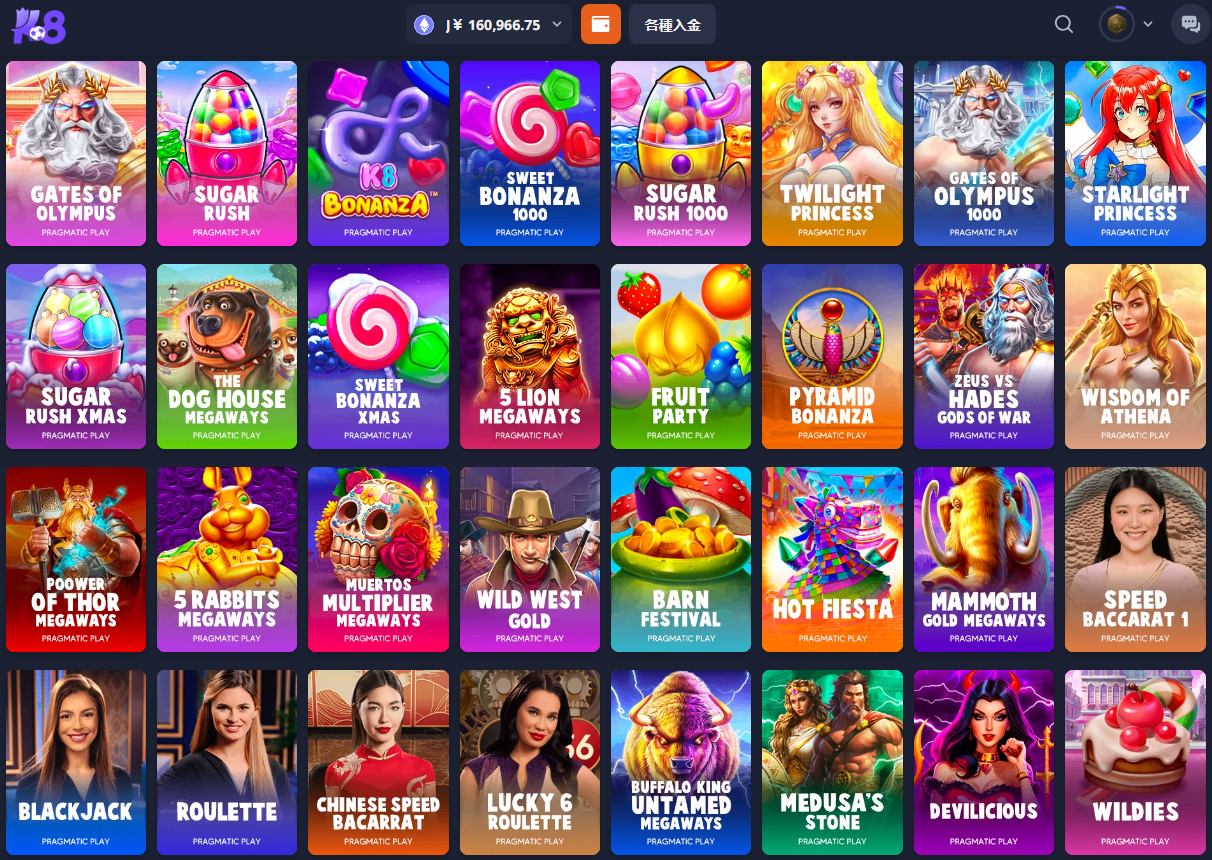 K8
J¥ 160,966.75
各種入金
GATES OF
OLYMPUS
PRAGMATIC PLAY
SUGAR
RUSH
PRAGMATIC PLAY
K8
BONANZA™
PRAGMATIC PLAY
SWEET
BONANZA
1000
PRAGMATIC PLAY
SUGAR
RUSH 1000
PRAGMATIC PLAY
TWILIGHT
PRINCESS
PRAGMATIC PLAY
GATES OF
OLYMPUS
1000
PRAGMATIC PLAY
STARLIGHT
PRINCESS
PRAGMATIC PLAY
SUGAR
RUSH XMAS
PRAGMATIC PLAY
THE
DOG HOUSE
MEGAWAYS
PRAGMATIC PLAY
SWEET
BONANZA
XMAS
PRAGMATIC PLAY
5 LION
MEGAWAYS
PRAGMATIC PLAY
FRUIT
PARTY
PRAGMATIC PLAY
PYRAMID
BONANZA
PRAGMATIC PLAY
ZEUS VS
HADES
GODS OF WAR
PRAGMATIC PLAY
WISDOM OF
ATHENA
PRAGMATIC PLAY
POOWER
OF THOR
MEGAWAYS
PRAGMATIC PLAY
5 RABBITS
MEGAWAYS
PRAGMATIC PLAY
MUERTOS
MULTIPLIER
MEGAWAYS
PRAGMATIC PLAY
WILD WEST
GOLD
PRAGMATIC PLAY
BARN
FESTIVAL
PRAGMATIC PLAY
HOT FIESTA
PRAGMATIC PLAY
MAMMOTH
GOLD MEGAWAYS
PRAGMATIC PLAY
SPEED
BACCARAT 1
PRAGMATIC PLAY
BLACKJACK
PRAGMATIC PLAY
ROULETTE
PRAGMATIC PLAY
CHINESE SPEED
BACARRAT
PRAGMATIC PLAY
66
LUCKY 6
ROULETTE
PRAGMATIC PLAY
BUFFALO KING
UNTAMED
MEGAWAYS
PRAGMATIC PLAY
MEDUSA'S
STONE
PRAGMATIC PLAY
DEVILICIOUS
PRAGMATIC PLAY
WILDIES
PRAGMATIC PLAY